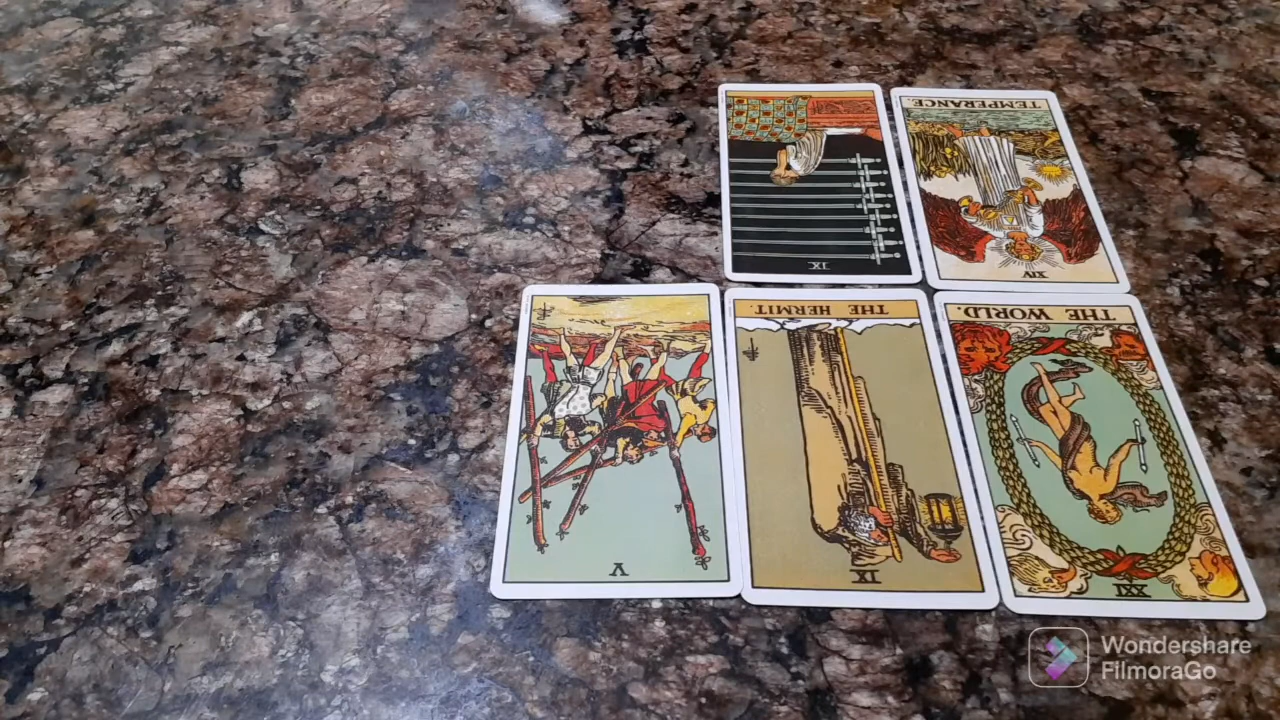 IX
TEMPERANCE.
XIV
V
THE HERMIT.
IX
THE WORLD.
XXI
Wondershare
FilmoraGo